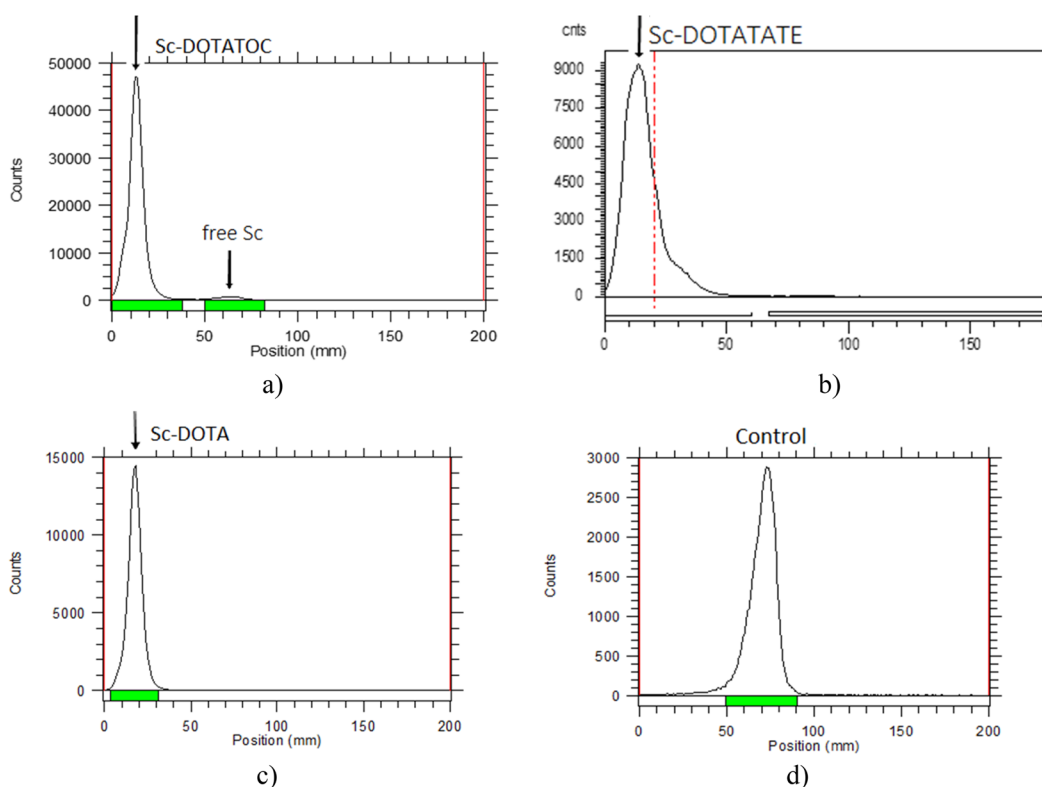 Sc-DOTATOC
50000
40000
30000
20000
10000
0
Counts
free Sc
0 50 100 150 200
Position (mm)
a)
cnts
Sc-DOTATATE
9000
7500
6000
4500
3000
1500
0
0 50 100 150
b)
Sc-DOTA
15000
10000
5000
0
Counts
0 50 100 150 200
Position (mm)
c)
Control
3000
2500
2000
1500
1000
500
0
Counts
0 50 100 150 200
Position (mm)
d)